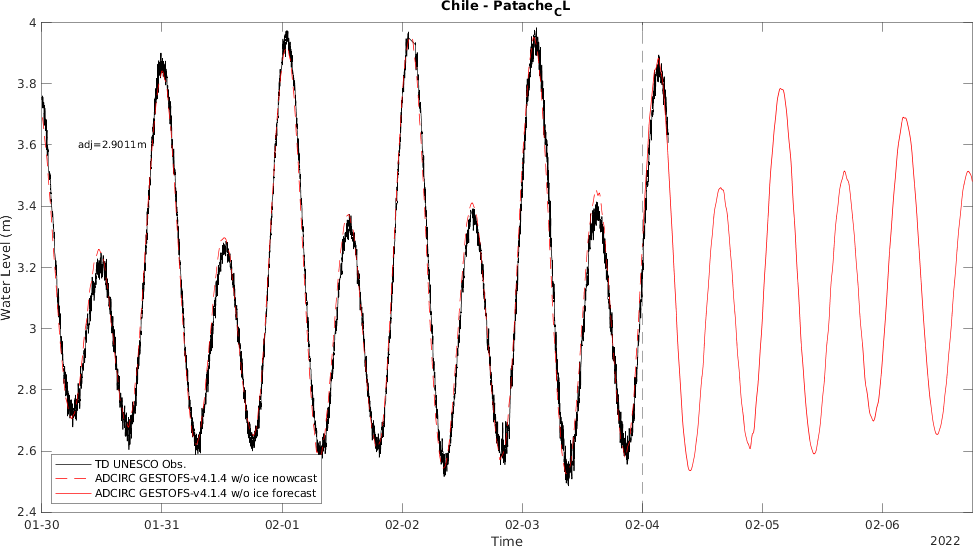 Chile - Patache_CL
4
3.8
3.6
3.4
3.2
3
2.8
2.6
2.4
Water Level (m)
adj=2.9011m
TD UNESCO Obs.
ADCIRC GESTOFS-v4.1.4 w/o ice nowcast
ADCIRC GESTOFS-v4.1.4 w/o ice forecast
01-30 01-31 02-01 02-02 02-03 02-04 02-05 02-06
Time
2022